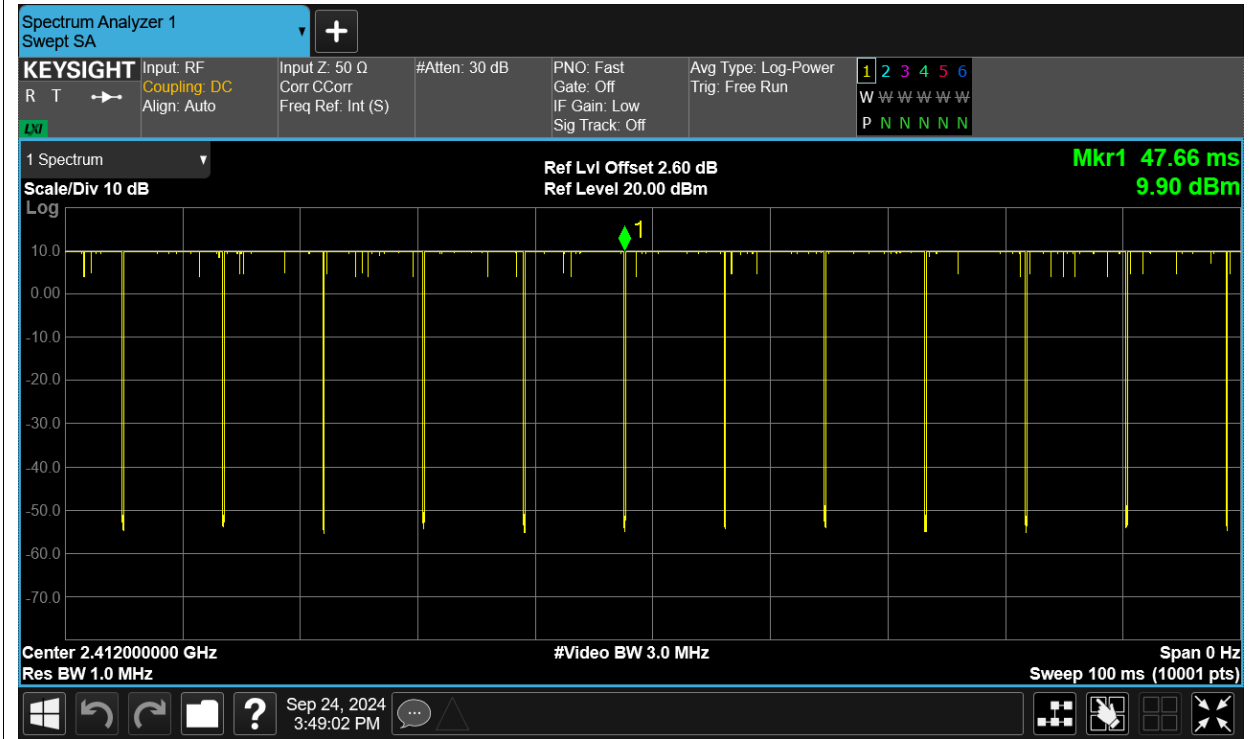 Spectrum Analyzer 1
Swept SA
+
KEYSIGHT
R T
LXI
Input: RF
Coupling: DC
Align: Auto
Input Z: 50 Ω
Corr CCorr
Freq Ref: Int (S)
#Atten: 30 dB
PNO: Fast
Gate: Off
IF Gain: Low
Sig Track: Off
Avg Type: Log-Power
Trig: Free Run
1 2 3 4 5 6
W W W W W W
P N N N N N
1 Spectrum
Scale/Div 10 dB
Log
Ref Lvl Offset 2.60 dB
Ref Level 20.00 dBm
Mkr1 47.66 ms
9.90 dBm
1
10.0
0.00
-10.0
-20.0
-30.0
-40.0
-50.0
-60.0
-70.0
Center 2.412000000 GHz
Res BW 1.0 MHz
#Video BW 3.0 MHz
Span 0 Hz
Sweep 100 ms (10001 pts)
?
Sep 24, 2024
3:49:02 PM